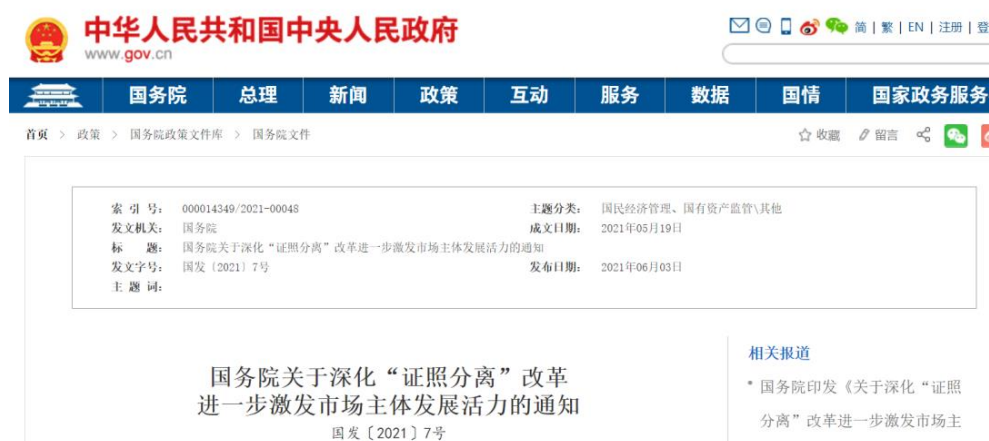 中华人民共和国中央人民政府
www.gov.cn
简 | 繁 | EN | 注册 | 登
国务院 总理 新闻 政策 互动 服务 数据 国情 国家政务服务
首页 > 政策 > 国务院政策文件库 > 国务院文件
收藏 留言
索 引 号： 000014349/2021-00048 主题分类： 国民经济管理、国有资产监管\其他
发文机关： 国务院 成文日期： 2021年05月19日
标 题： 国务院关于深化“证照分离”改革进一步激发市场主体发展活力的通知
发文字号： 国发〔2021〕7号 发布日期： 2021年06月03日
主 题 词：
国务院关于深化“证照分离”改革
进一步激发市场主体发展活力的通知
国发〔2021〕7号
相关报道
• 国务院印发《关于深化“证照
分离”改革进一步激发市场主